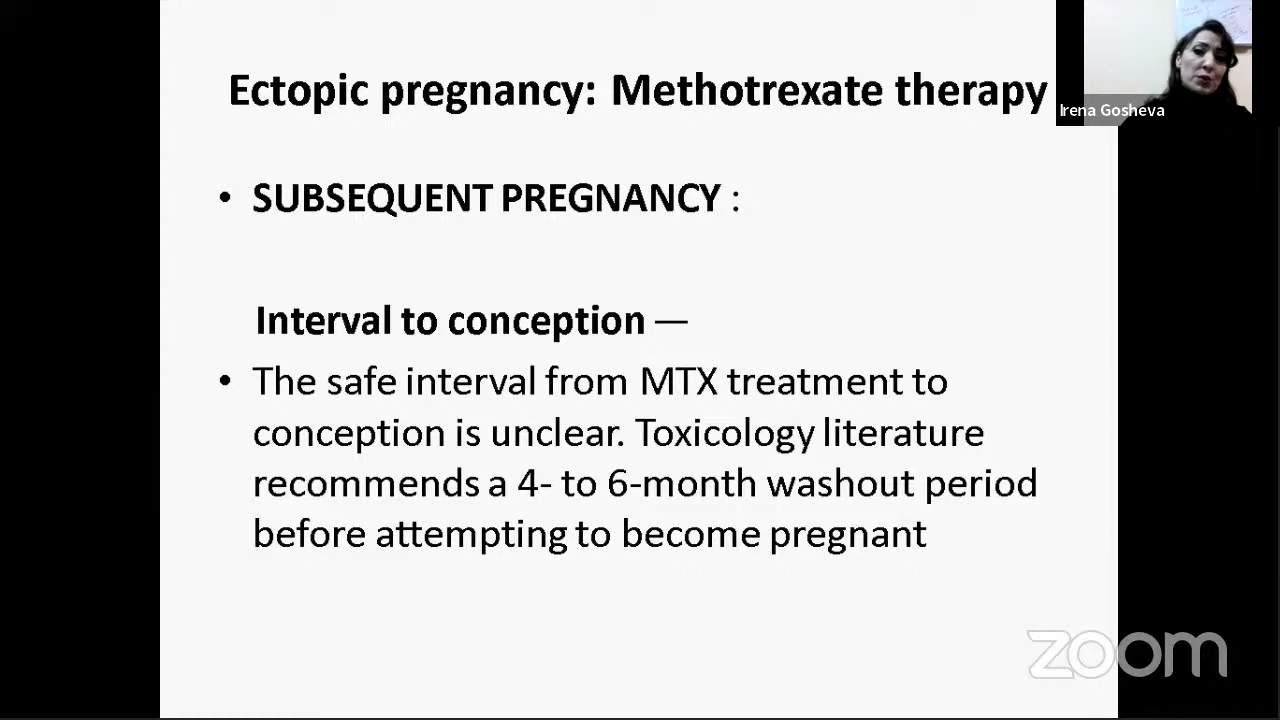 Ectopic pregnancy: Methotrexate therapy
Irena Gosheva
• SUBSEQUENT PREGNANCY :
Interval to conception —
• The safe interval from MTX treatment to
conception is unclear. Toxicology literature
recommends a 4- to 6-month washout period
before attempting to become pregnant
zoom